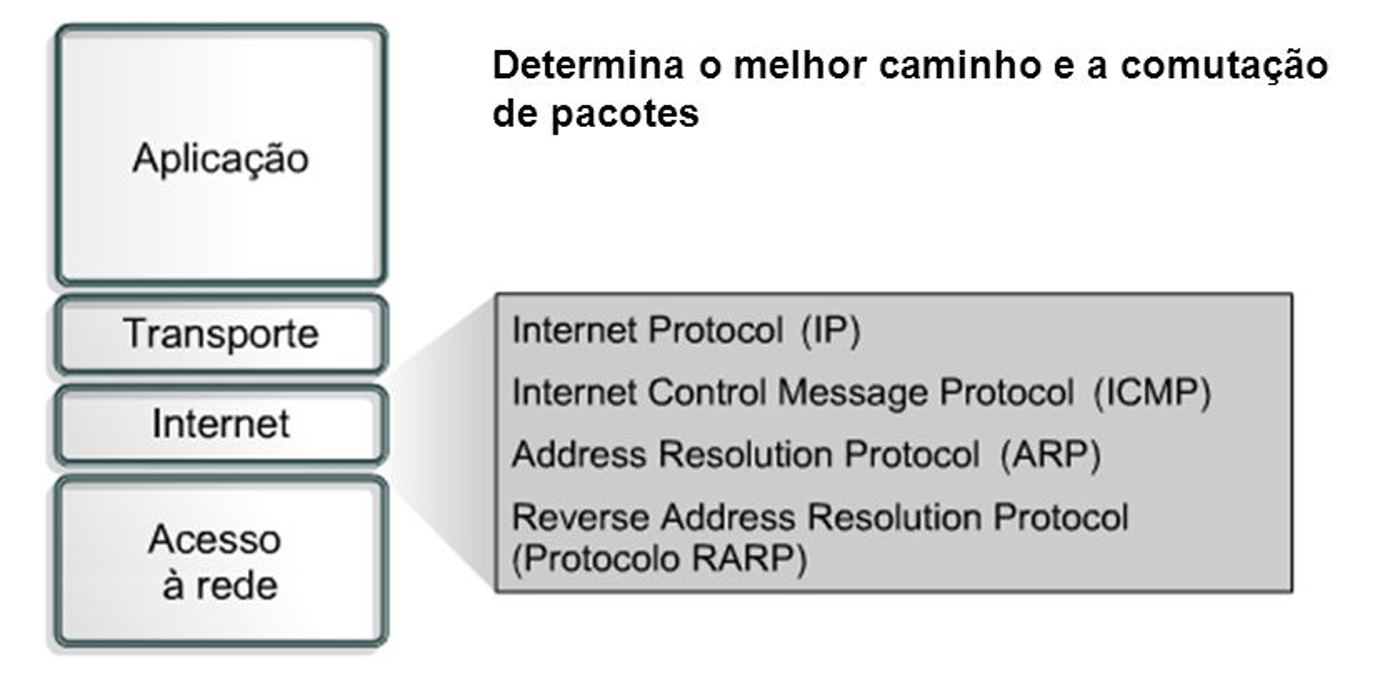 Determina o melhor caminho e a comutação
de pacotes
Aplicação
Transporte
Internet
Acesso
à rede
Internet Protocol (IP)
Internet Control Message Protocol (ICMP)
Address Resolution Protocol (ARP)
Reverse Address Resolution Protocol
(Protocolo RARP)